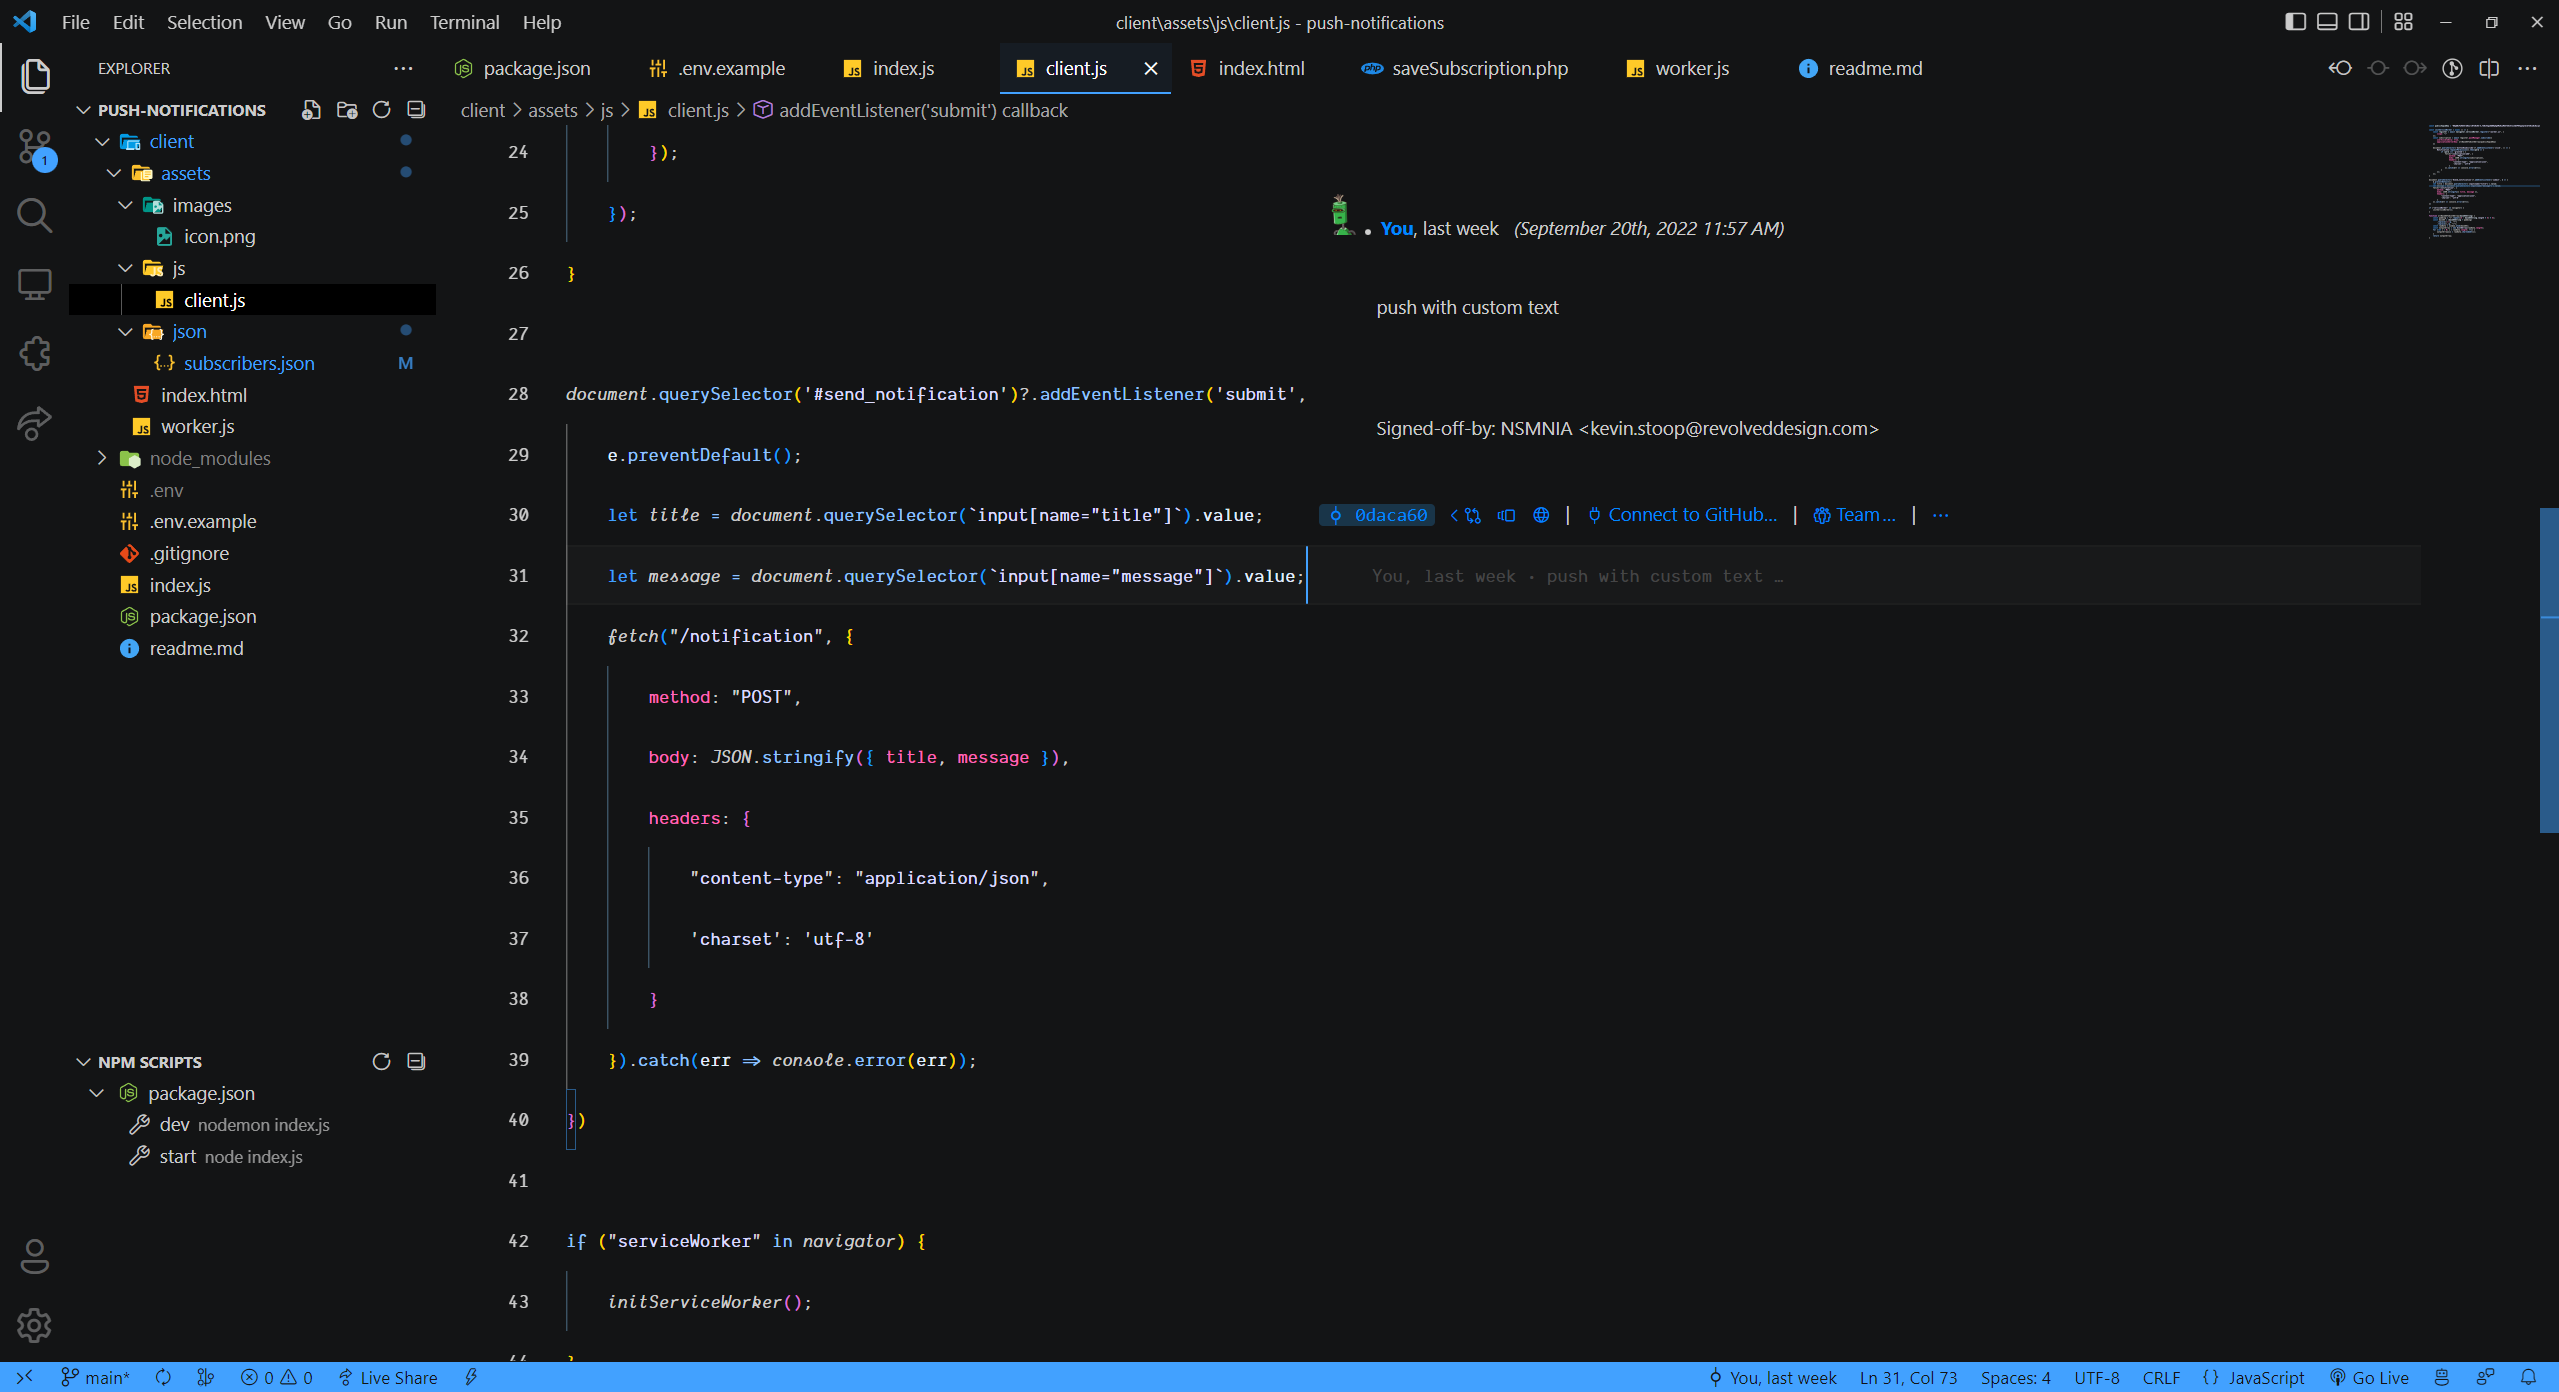 File Edit Selection View Go Run Terminal Help
client\assets\js\client.js - push-notifications
EXPLORER
PUSH-NOTIFICATIONS
client
assets
images
icon.png
js
client.js
json
subscribers.json M
index.html
worker.js
node_modules
.env
.env.example
.gitignore
index.js
package.json
readme.md
NPM SCRIPTS
package.json
dev nodemon index.js
start node index.js
1
package.json .env.example index.js client.js index.html saveSubscription.php worker.js readme.md
client > assets > js > client.js > addEventListener('submit') callback
24 });
25 });
26 }
27
28 document.querySelector('#send_notification')?.addEventListener('submit',
29 e.preventDefault();
30 let title = document.querySelector(`input[name="title"]`).value;
31 let message = document.querySelector(`input[name="message"]`).value; You, last week • push with custom text …
32 fetch("/notification", {
33 method: "POST",
34 body: JSON.stringify({ title, message }),
35 headers: {
36 "content-type": "application/json",
37 'charset': 'utf-8'
38 }
39 }).catch(err => console.error(err));
40 })
41
42 if ("serviceWorker" in navigator) {
43 initServiceWorker();
You, last week (September 20th, 2022 11:57 AM)
push with custom text
Signed-off-by: NSMNIA <kevin.stoop@revolveddesign.com>
0daca60 | Connect to GitHub... | Team... | ...
main* 0 0 Live Share
You, last week Ln 31, Col 73 Spaces: 4 UTF-8 CRLF {} JavaScript Go Live